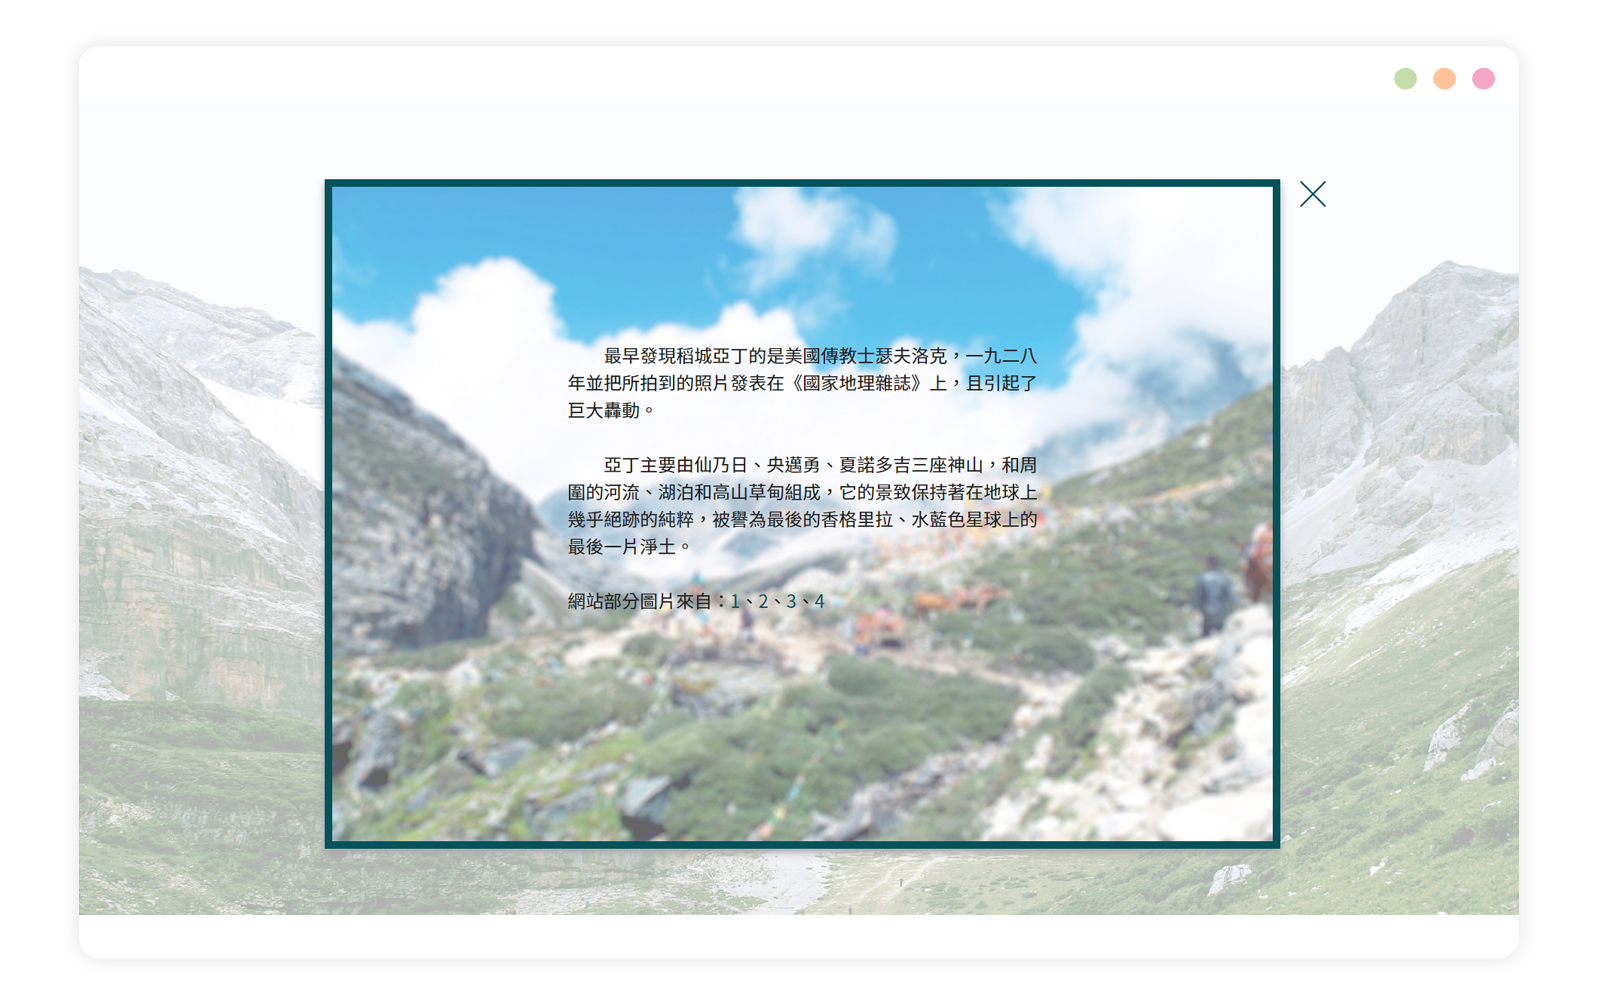 最早發現稻城亞丁的是美國傳教士瑟夫洛克，一九二八
年並把所拍到的照片發表在《國家地理雜誌》上，且引起了
巨大轟動。
亞丁主要由仙乃日、央邁勇、夏諾多吉三座神山，和周
圍的河流、湖泊和高山草甸組成，它的景致保持著在地球上
幾乎絕跡的純粹，被譽為最後的香格里拉、水藍色星球上的
最後一片淨土。
網站部分圖片來自：1、2、3、4